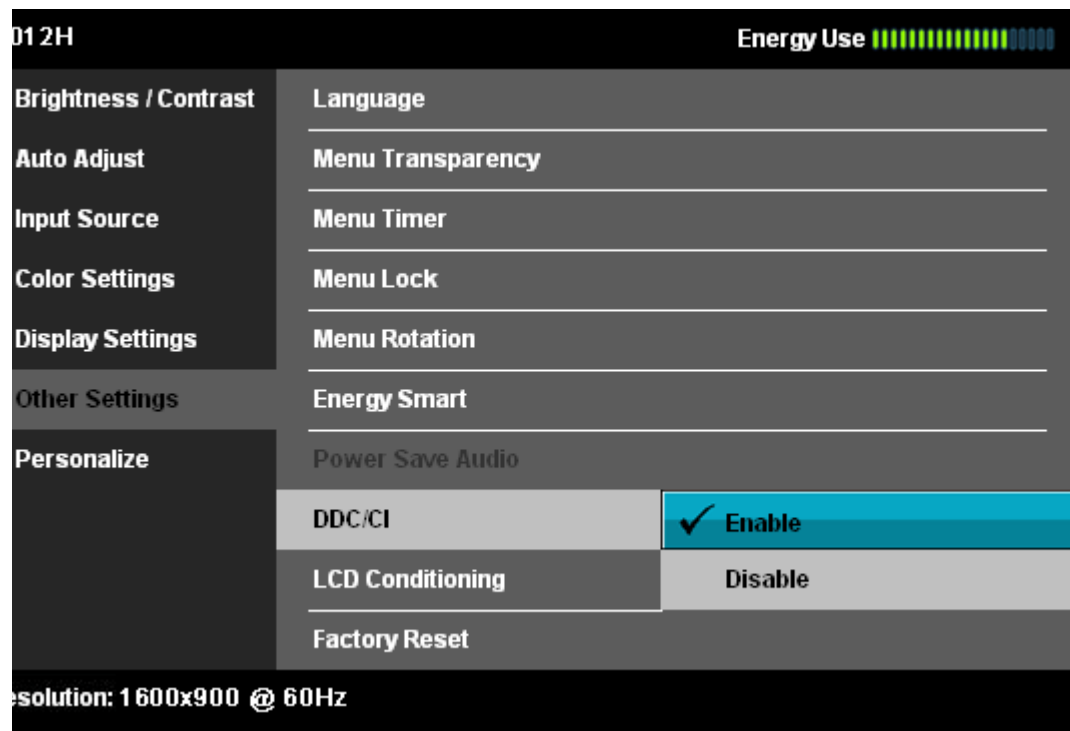 012H Energy Use
Brightness / Contrast Language
Auto Adjust Menu Transparency
Input Source Menu Timer
Color Settings Menu Lock
Display Settings Menu Rotation
Other Settings Energy Smart
Personalize Power Save Audio
DDC/CI Enable
LCD Conditioning Disable
Factory Reset
esolution: 1600x900 @ 60Hz